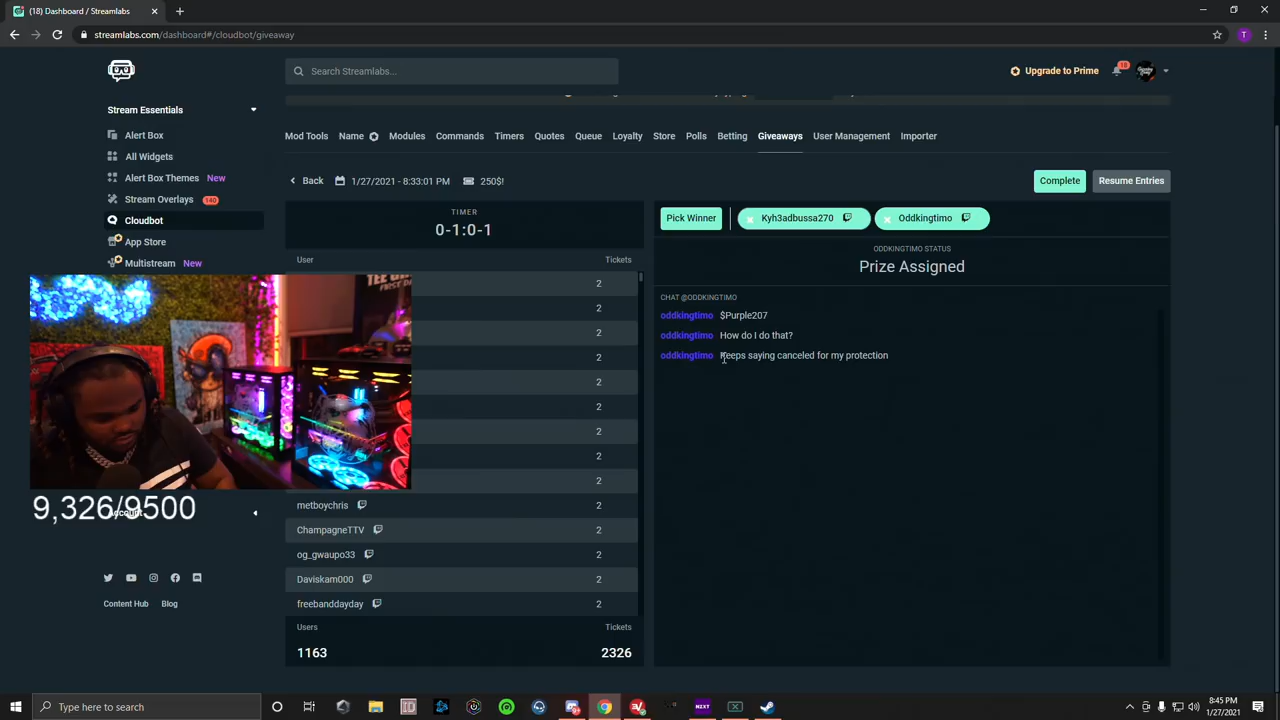 (18) Dashboard / Streamlabs
streamlabs.com/dashboard#/cloudbot/giveaway
T
Search Streamlabs...
Upgrade to Prime
18
Stream Essentials
Alert Box
All Widgets
Alert Box Themes New
Stream Overlays 140
Cloudbot
App Store
Multistream New
Mod Tools Name Modules Commands Timers Quotes Queue Loyalty Store Polls Betting Giveaways User Management Importer
Back 1/27/2021 - 8:33:01 PM 250$!
Complete Resume Entries
TIMER
0-1:0-1
User Tickets
2
2
2
2
2
2
2
2
2
metboychris 2
ChampagneTTV 2
og_gwaupo33 2
Daviskam000 2
freebanddayday 2
Users Tickets
1163 2326
Pick Winner Kyh3adbussa270 Oddkingtimo
ODDKINGTIMO STATUS
Prize Assigned
CHAT @ODDKINGTIMO
oddkingtimo $Purple207
oddkingtimo How do I do that?
oddkingtimo Keeps saying canceled for my protection
9,326/9500
Account
Content Hub Blog
Type here to search
NZXT
8:45 PM
1/27/2021